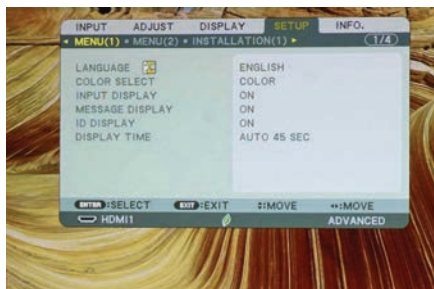 INPUT ADJUST DISPLAY SETUP INFO.
MENU(1) • MENU(2) • INSTALLATION(1) (1/4)
LANGUAGE ENGLISH
COLOR SELECT COLOR
INPUT DISPLAY ON
MESSAGE DISPLAY ON
ID DISPLAY ON
DISPLAY TIME AUTO 45 SEC
ENTER :SELECT EXIT :EXIT :MOVE :MOVE
HDMI1 ADVANCED